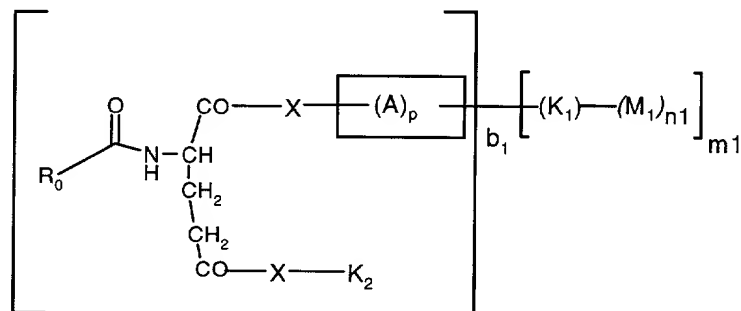 O
CO X (A)p
b1
(K1) (M1)n1
m1
R0 N H CH
CH2
CH2
CO X K2